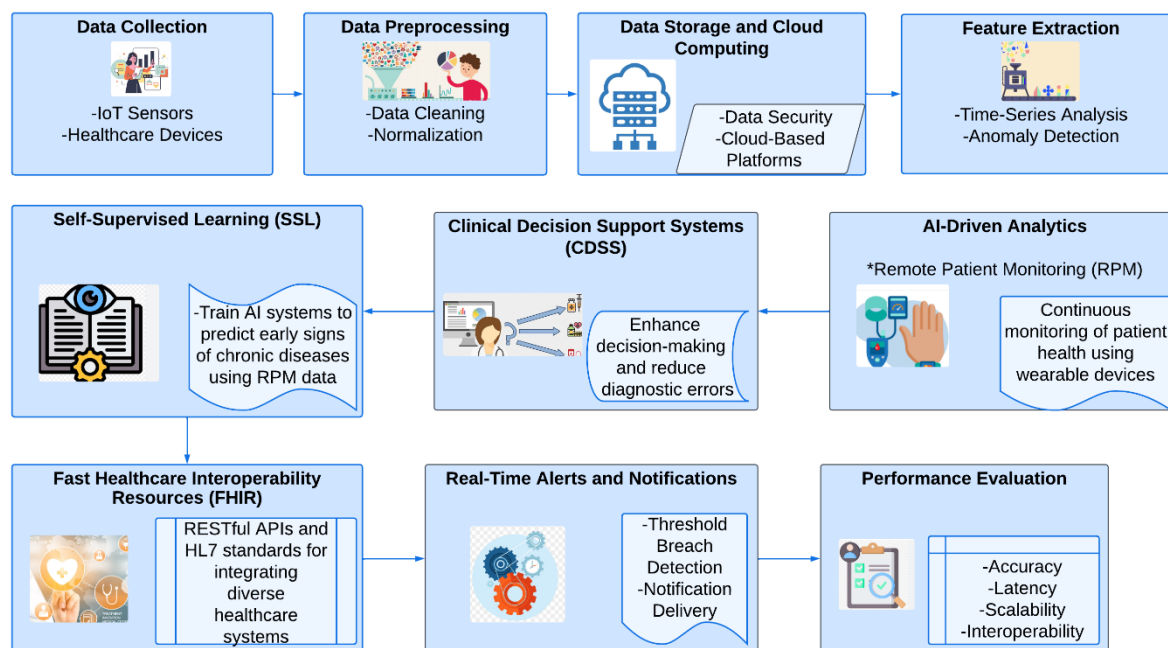 Data Collection
-IoT Sensors
-Healthcare Devices
Data Preprocessing
-Data Cleaning
-Normalization
Data Storage and Cloud
Computing
-Data Security
-Cloud-Based
Platforms
Feature Extraction
-Time-Series Analysis
-Anomaly Detection
Self-Supervised Learning (SSL)
-Train AI systems to
predict early signs
of chronic diseases
using RPM data
Clinical Decision Support Systems
(CDSS)
Enhance
decision-making
and reduce
diagnostic errors
AI-Driven Analytics
*Remote Patient Monitoring (RPM)
Continuous
monitoring of patient
health using
wearable devices
Fast Healthcare Interoperability
Resources (FHIR)
RESTful APIs and
HL7 standards for
integrating
diverse
healthcare
systems
Real-Time Alerts and Notifications
-Threshold
Breach
Detection
-Notification
Delivery
Performance Evaluation
-Accuracy
-Latency
-Scalability
-Interoperability